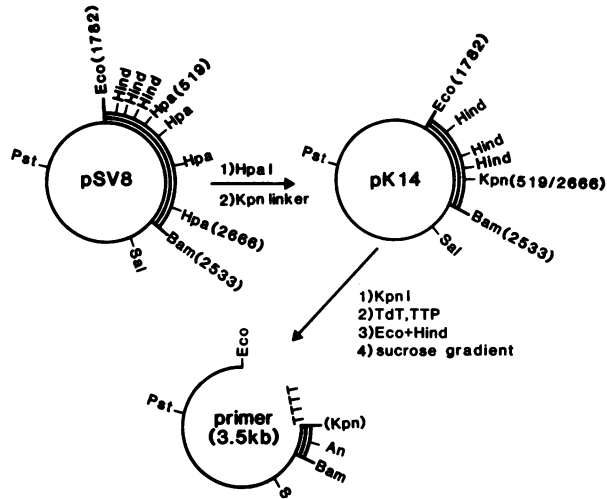 Eco(1782)
Hind
Hind
Hind
Hpa(519)
Hpa
Hpa
Hpa(2666)
Bam(2533)
Sal
Pst
pSV8
1)HpaI
2)Kpn linker
Eco(1782)
Hind
Hind
Hind
Kpn(519/2666)
Bam(2533)
Sal
Pst
pK14
1)KpnI
2)TdT,TTP
3)Eco+Hind
4)sucrose gradient
Eco
Pst
TTTT
(Kpn)
An
Bam
S
primer
(3.5kb)